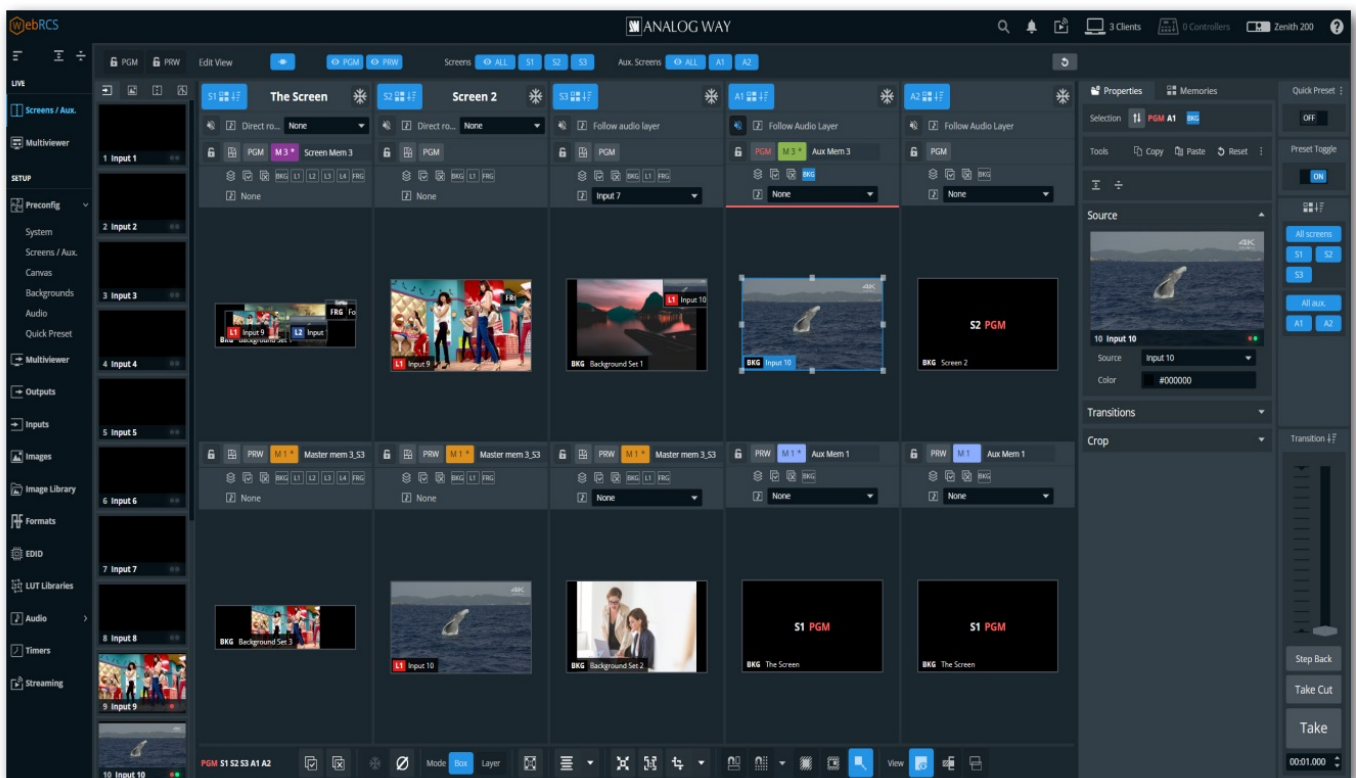 WebRCS
ANALOG WAY
3 Clients
0 Controllers
Zenith 200
PGM
PRW
Edit View
PGM
PRW
Screens
ALL
S1
S2
S3
Aux. Screens
ALL
A1
A2
LIVE
Screens / Aux.
Multiviewer
SETUP
Preconfig
System
Screens / Aux.
Canvas
Backgrounds
Audio
Quick Preset
Multiviewer
Outputs
Inputs
Images
Image Library
Formats
EDID
LUT Libraries
Audio
Timers
Streaming
1 Input 1
2 Input 2
3 Input 3
4 Input 4
5 Input 5
6 Input 6
7 Input 7
8 Input 8
9 Input 9
10 Input 10
S1
The Screen
Direct ro...
None
PGM
M 3 *
Screen Mem 3
BKG L1 L2 L3 L4 FRG
None
L1 Input 9
L2 Input
FRG Fo
PRW
M 1 *
Master mem 3_S3
BKG L1 L2 L3 L4 FRG
None
BKG Background Set 3
S2
Screen 2
Direct ro...
None
PGM
BKG L1 FRG
None
FRG
L1 Input 9
PRW
M 1 *
Master mem 3_S3
BKG L1 FRG
None
4K
L1 Input 10
S3
Follow audio layer
PGM
BKG L1 FRG
Input 7
L1 Input 10
BKG Background Set 1
PRW
M 1 *
Master mem 3_S3
BKG L1 FRG
None
BKG Background Set 2
A1
Follow Audio Layer
PGM
M 3 *
Aux Mem 3
BKG
None
4K
BKG Input 10
PRW
M 1 *
Aux Mem 1
BKG
None
S1 PGM
BKG The Screen
A2
Follow Audio Layer
PGM
BKG
None
S2 PGM
BKG Screen 2
PRW
M 1
Aux Mem 1
BKG
None
S1 PGM
BKG The Screen
Properties
Memories
Selection
PGM A1
BKG
Tools
Copy
Paste
Reset
Source
4K
10 Input 10
Source
Input 10
Color
#000000
Transitions
Crop
Quick Preset
OFF
Preset Toggle
ON
All screens
S1
S2
S3
All aux.
A1
A2
Transition
Step Back
Take Cut
Take
00:01.000
PGM S1 S2 S3 A1 A2
Mode
Box
Layer
View